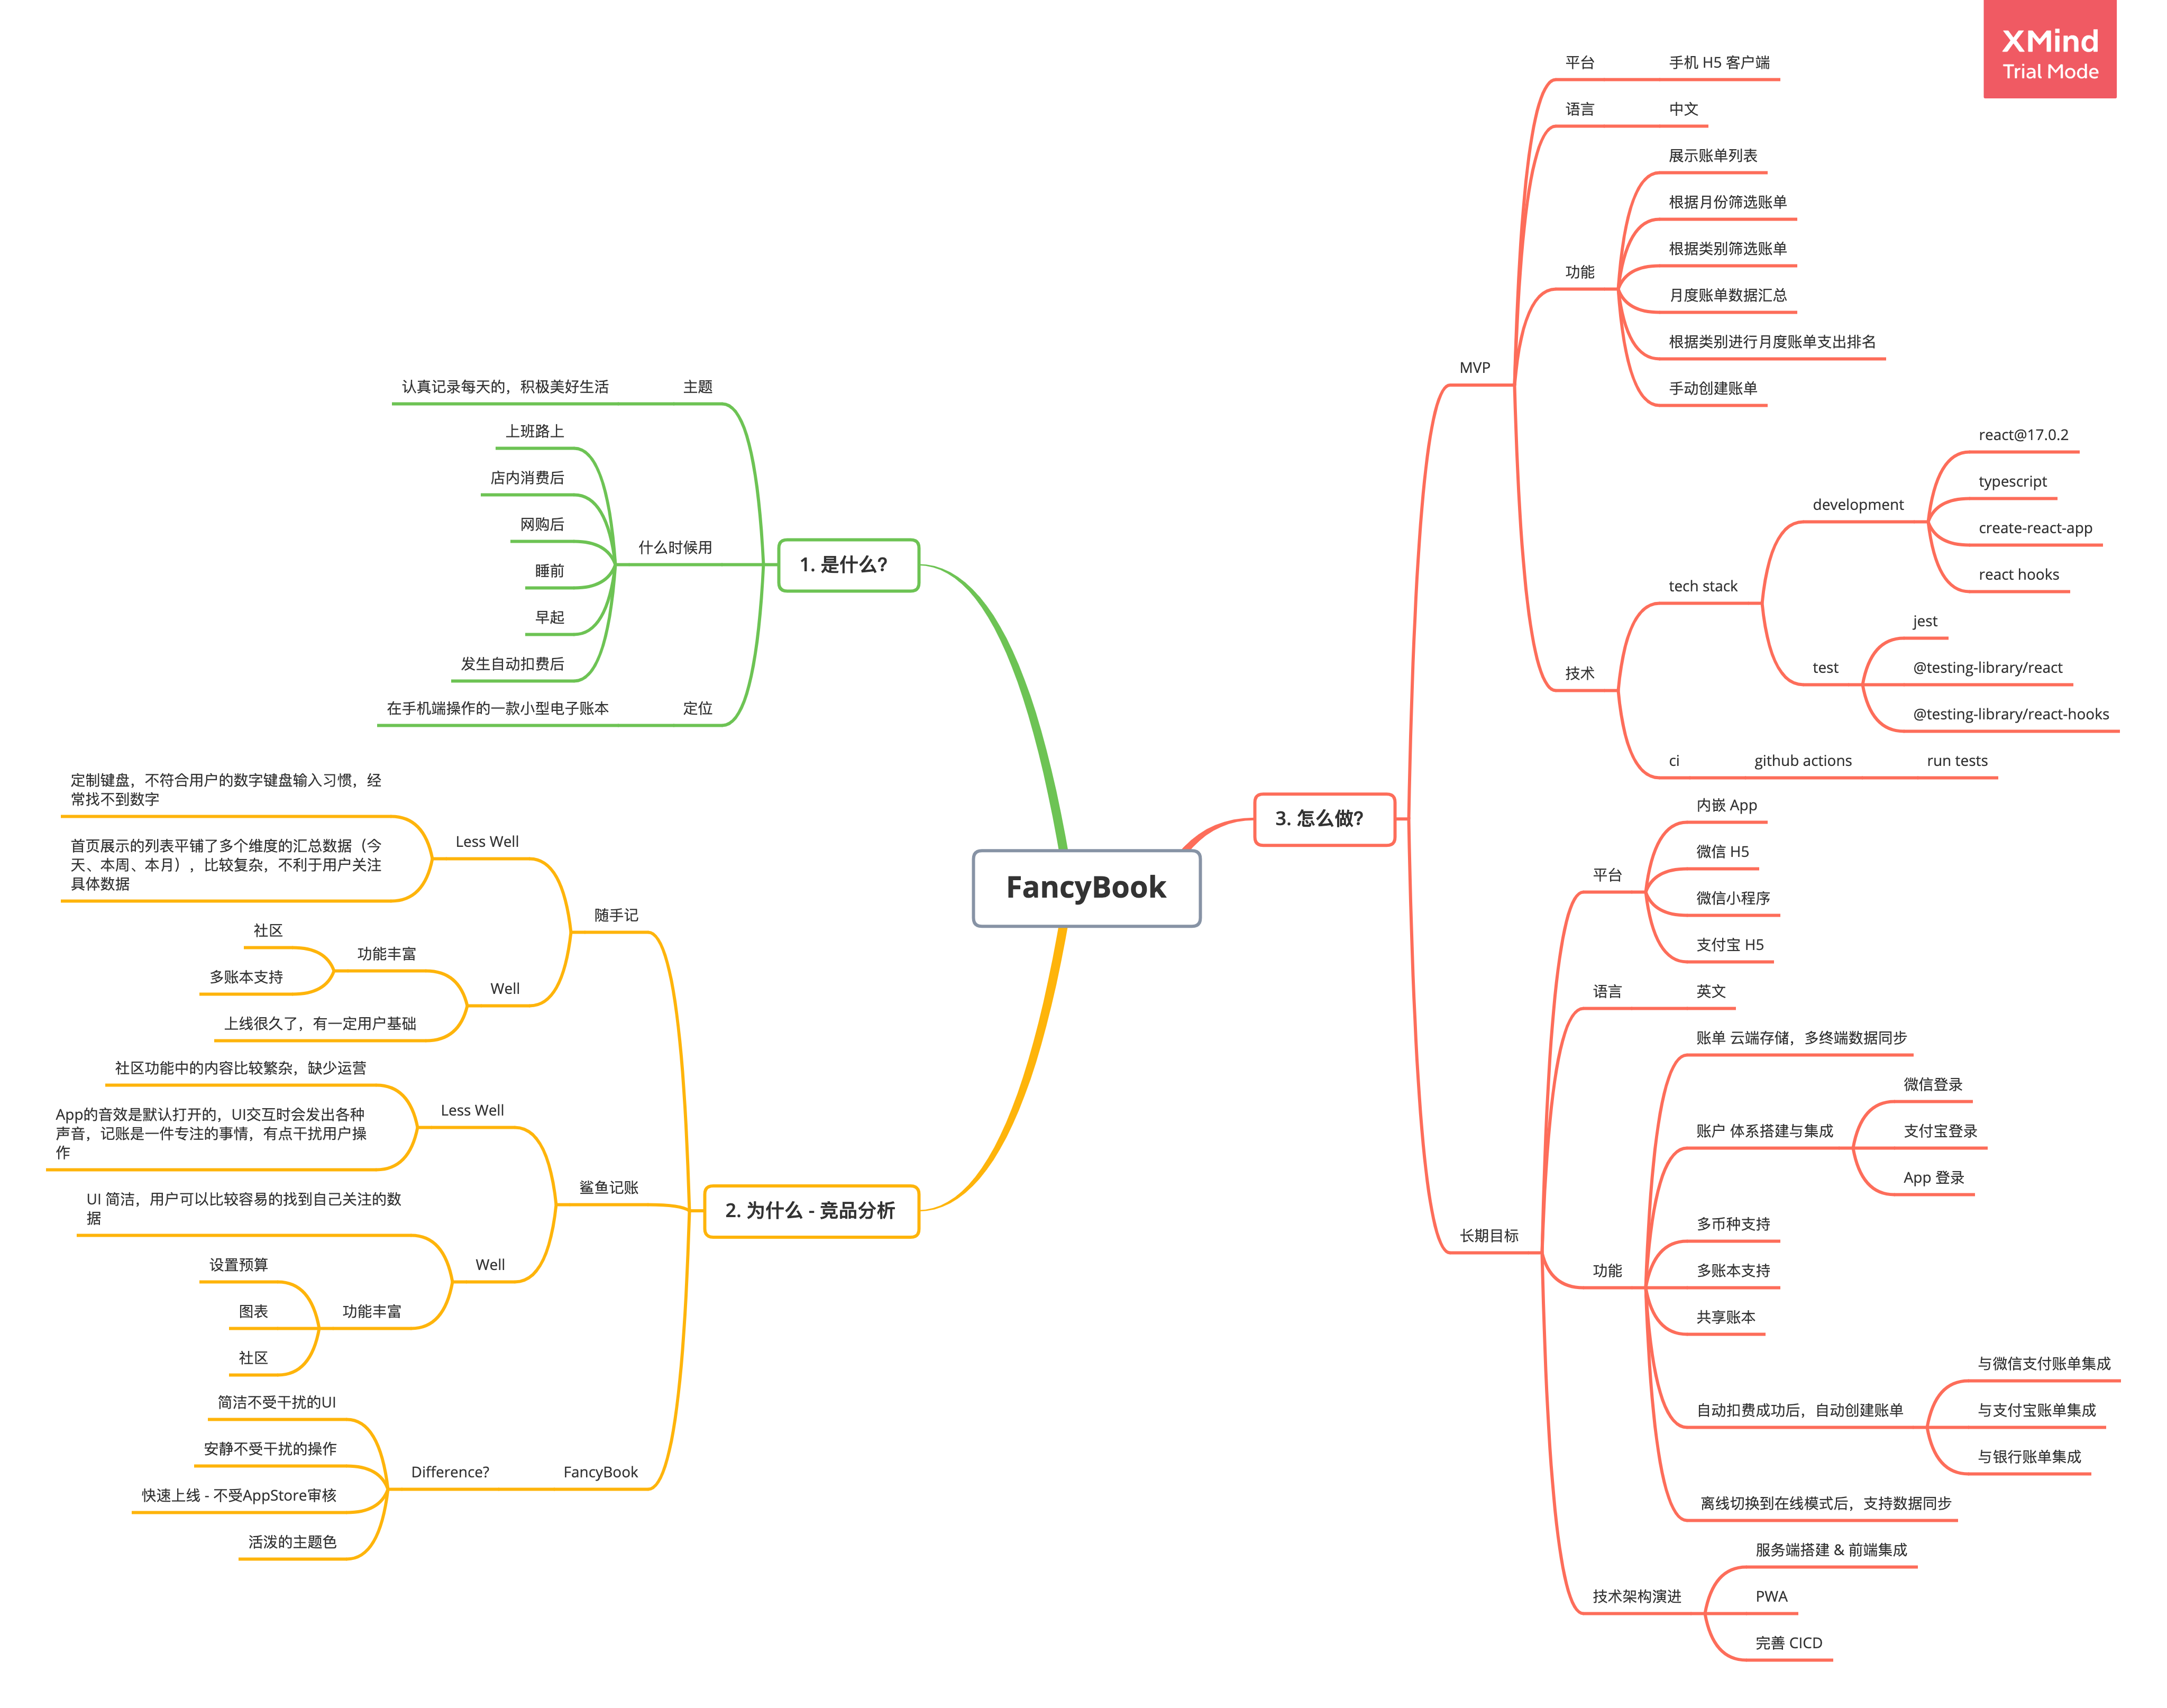 XMind
Trial Mode
FancyBook
1. 是什么？
主题
认真记录每天的，积极美好生活
什么时候用
上班路上
店内消费后
网购后
睡前
早起
发生自动扣费后
定位
在手机端操作的一款小型电子账本
2. 为什么 - 竞品分析
随手记
Less Well
定制键盘，不符合用户的数字键盘输入习惯，经
常找不到数字
首页展示的列表平铺了多个维度的汇总数据（今
天、本周、本月），比较复杂，不利于用户关注
具体数据
Well
功能丰富
社区
多账本支持
上线很久了，有一定用户基础
鲨鱼记账
Less Well
社区功能中的内容比较繁杂，缺少运营
App的音效是默认打开的，UI交互时会发出各种
声音，记账是一件专注的事情，有点干扰用户操
作
Well
UI 简洁，用户可以比较容易的找到自己关注的数
据
功能丰富
设置预算
图表
社区
FancyBook
Difference?
简洁不受干扰的UI
安静不受干扰的操作
快速上线 - 不受AppStore审核
活泼的主题色
3. 怎么做？
MVP
平台
手机 H5 客户端
语言
中文
功能
展示账单列表
根据月份筛选账单
根据类别筛选账单
月度账单数据汇总
根据类别进行月度账单支出排名
手动创建账单
技术
tech stack
development
react@17.0.2
typescript
create-react-app
react hooks
test
jest
@testing-library/react
@testing-library/react-hooks
ci
github actions
run tests
长期目标
平台
内嵌 App
微信 H5
微信小程序
支付宝 H5
语言
英文
功能
账单 云端存储，多终端数据同步
账户 体系搭建与集成
微信登录
支付宝登录
App 登录
多币种支持
多账本支持
共享账本
自动扣费成功后，自动创建账单
与微信支付账单集成
与支付宝账单集成
与银行账单集成
离线切换到在线模式后，支持数据同步
技术架构演进
服务端搭建 & 前端集成
PWA
完善 CICD